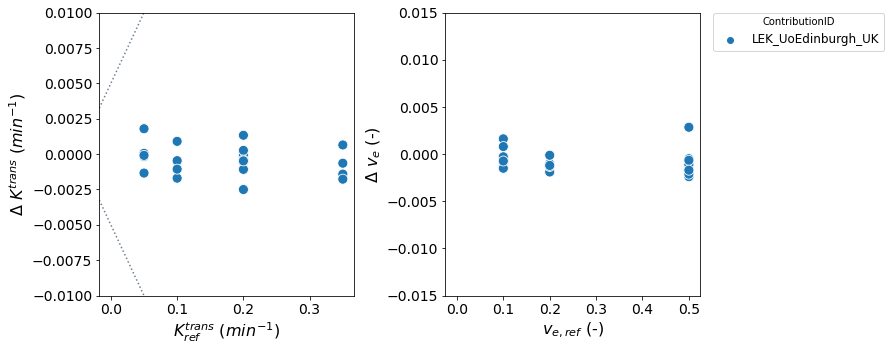 0.0100
0.0075
0.0050
0.0025
0.0000
−0.0025
−0.0050
−0.0075
−0.0100
Δ K^{trans} (min^{−1})
0.0 0.1 0.2 0.3
K^{trans}_{ref} (min^{−1})
0.015
0.010
0.005
0.000
−0.005
−0.010
−0.015
Δ v_e (-)
0.0 0.1 0.2 0.3 0.4 0.5
v_{e, ref} (-)
ContributionID
LEK_UoEdinburgh_UK